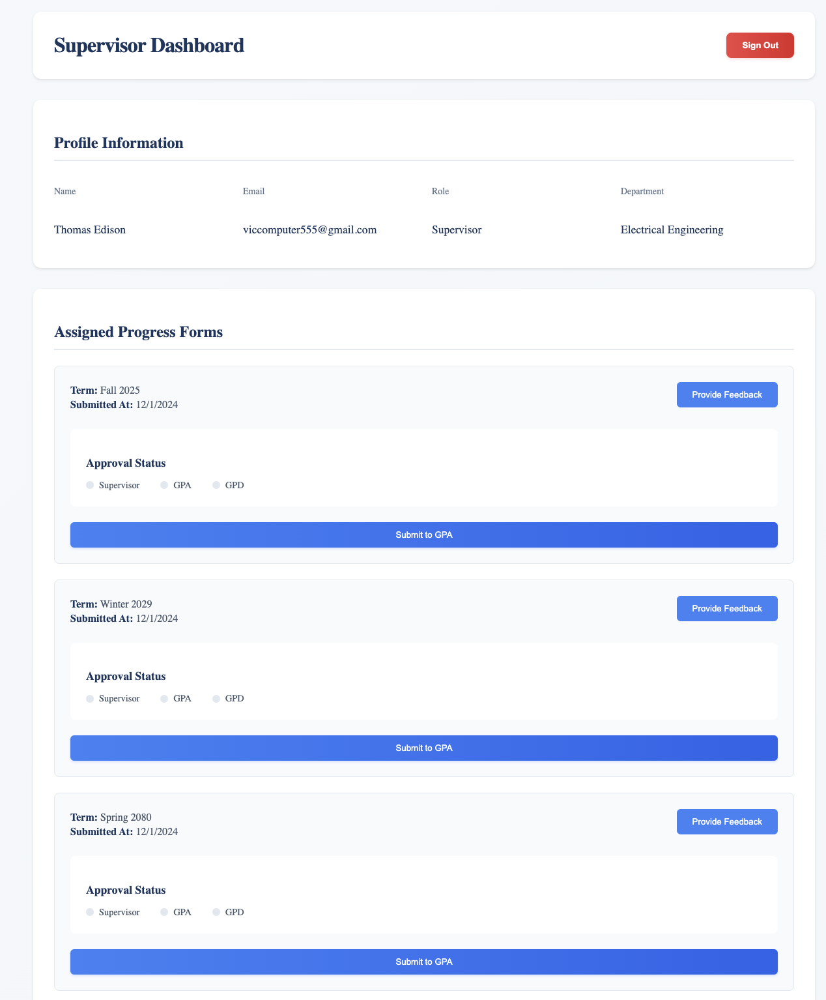 Supervisor Dashboard
Sign Out
Profile Information
Name
Email
Role
Department
Thomas Edison
viccomputer555@gmail.com
Supervisor
Electrical Engineering
Assigned Progress Forms
Term: Fall 2025
Submitted At: 12/1/2024
Provide Feedback
Approval Status
Supervisor
GPA
GPD
Submit to GPA
Term: Winter 2029
Submitted At: 12/1/2024
Provide Feedback
Approval Status
Supervisor
GPA
GPD
Submit to GPA
Term: Spring 2080
Submitted At: 12/1/2024
Provide Feedback
Approval Status
Supervisor
GPA
GPD
Submit to GPA